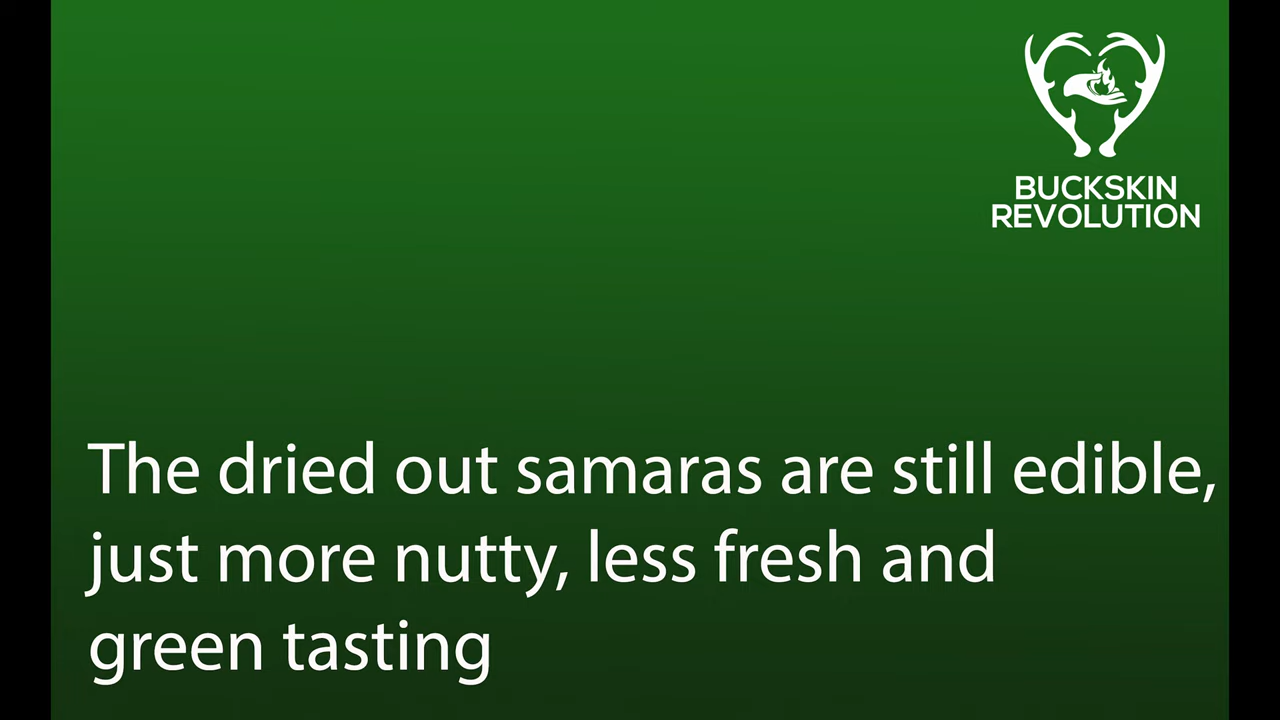 BUCKSKIN
REVOLUTION
The dried out samaras are still edible,
just more nutty, less fresh and
green tasting